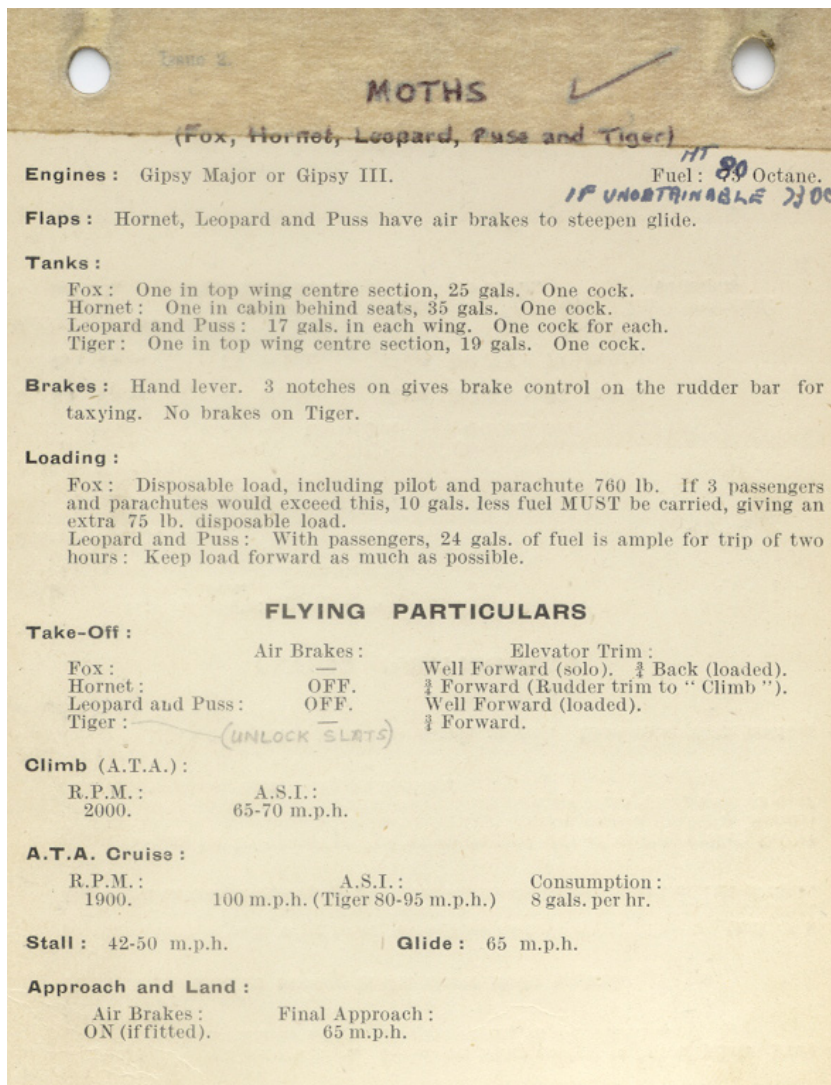 Issue 2.
MOTHS
(Fox, Hornet, Leopard, Puss and Tiger)
Engines: Gipsy Major or Gipsy III. Fuel: 80 Octane.
IF UNOBTAINABLE
Flaps: Hornet, Leopard and Puss have air brakes to steepen glide.
Tanks:
Fox: One in top wing centre section, 25 gals. One cock.
Hornet: One in cabin behind seats, 35 gals. One cock.
Leopard and Puss: 17 gals. in each wing. One cock for each.
Tiger: One in top wing centre section, 19 gals. One cock.
Brakes: Hand lever. 3 notches on gives brake control on the rudder bar for
taxying. No brakes on Tiger.
Loading:
Fox: Disposable load, including pilot and parachute 760 lb. If 3 passengers
and parachutes would exceed this, 10 gals. less fuel MUST be carried, giving an
extra 75 lb. disposable load.
Leopard and Puss: With passengers, 24 gals. of fuel is ample for trip of two
hours: Keep load forward as much as possible.
FLYING PARTICULARS
Take-Off:
Air Brakes: Elevator Trim:
Fox: — Well Forward (solo). ¾ Back (loaded).
Hornet: OFF. ¾ Forward (Rudder trim to "Climb").
Leopard and Puss: OFF. Well Forward (loaded).
Tiger: — ¾ Forward.
(UNLOCK SLATS)
Climb (A.T.A.):
R.P.M.: A.S.I.:
2000. 65-70 m.p.h.
A.T.A. Cruise:
R.P.M.: A.S.I.: Consumption:
1900. 100 m.p.h. (Tiger 80-95 m.p.h.) 8 gals. per hr.
Stall: 42-50 m.p.h. Glide: 65 m.p.h.
Approach and Land:
Air Brakes: Final Approach:
ON (if fitted). 65 m.p.h.